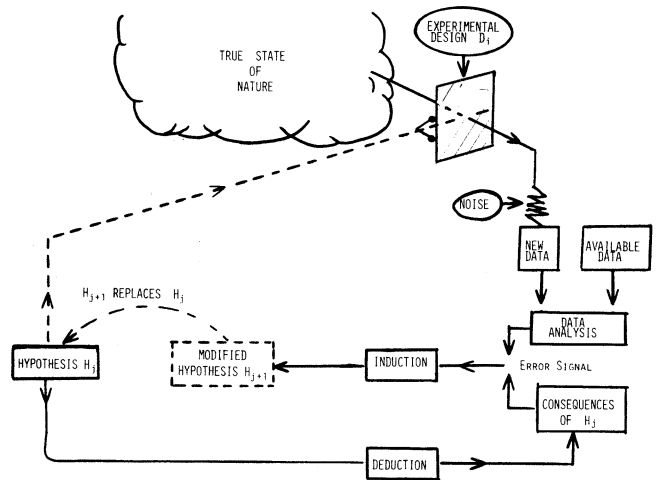 EXPERIMENTAL
DESIGN Di
TRUE STATE
OF
NATURE
NOISE
NEW
DATA
AVAILABLE
DATA
Hj+1 REPLACES Hj
DATA
ANALYSIS
HYPOTHESIS Hj
MODIFIED
HYPOTHESIS Hj+1
INDUCTION
ERROR SIGNAL
CONSEQUENCES
OF Hj
DEDUCTION